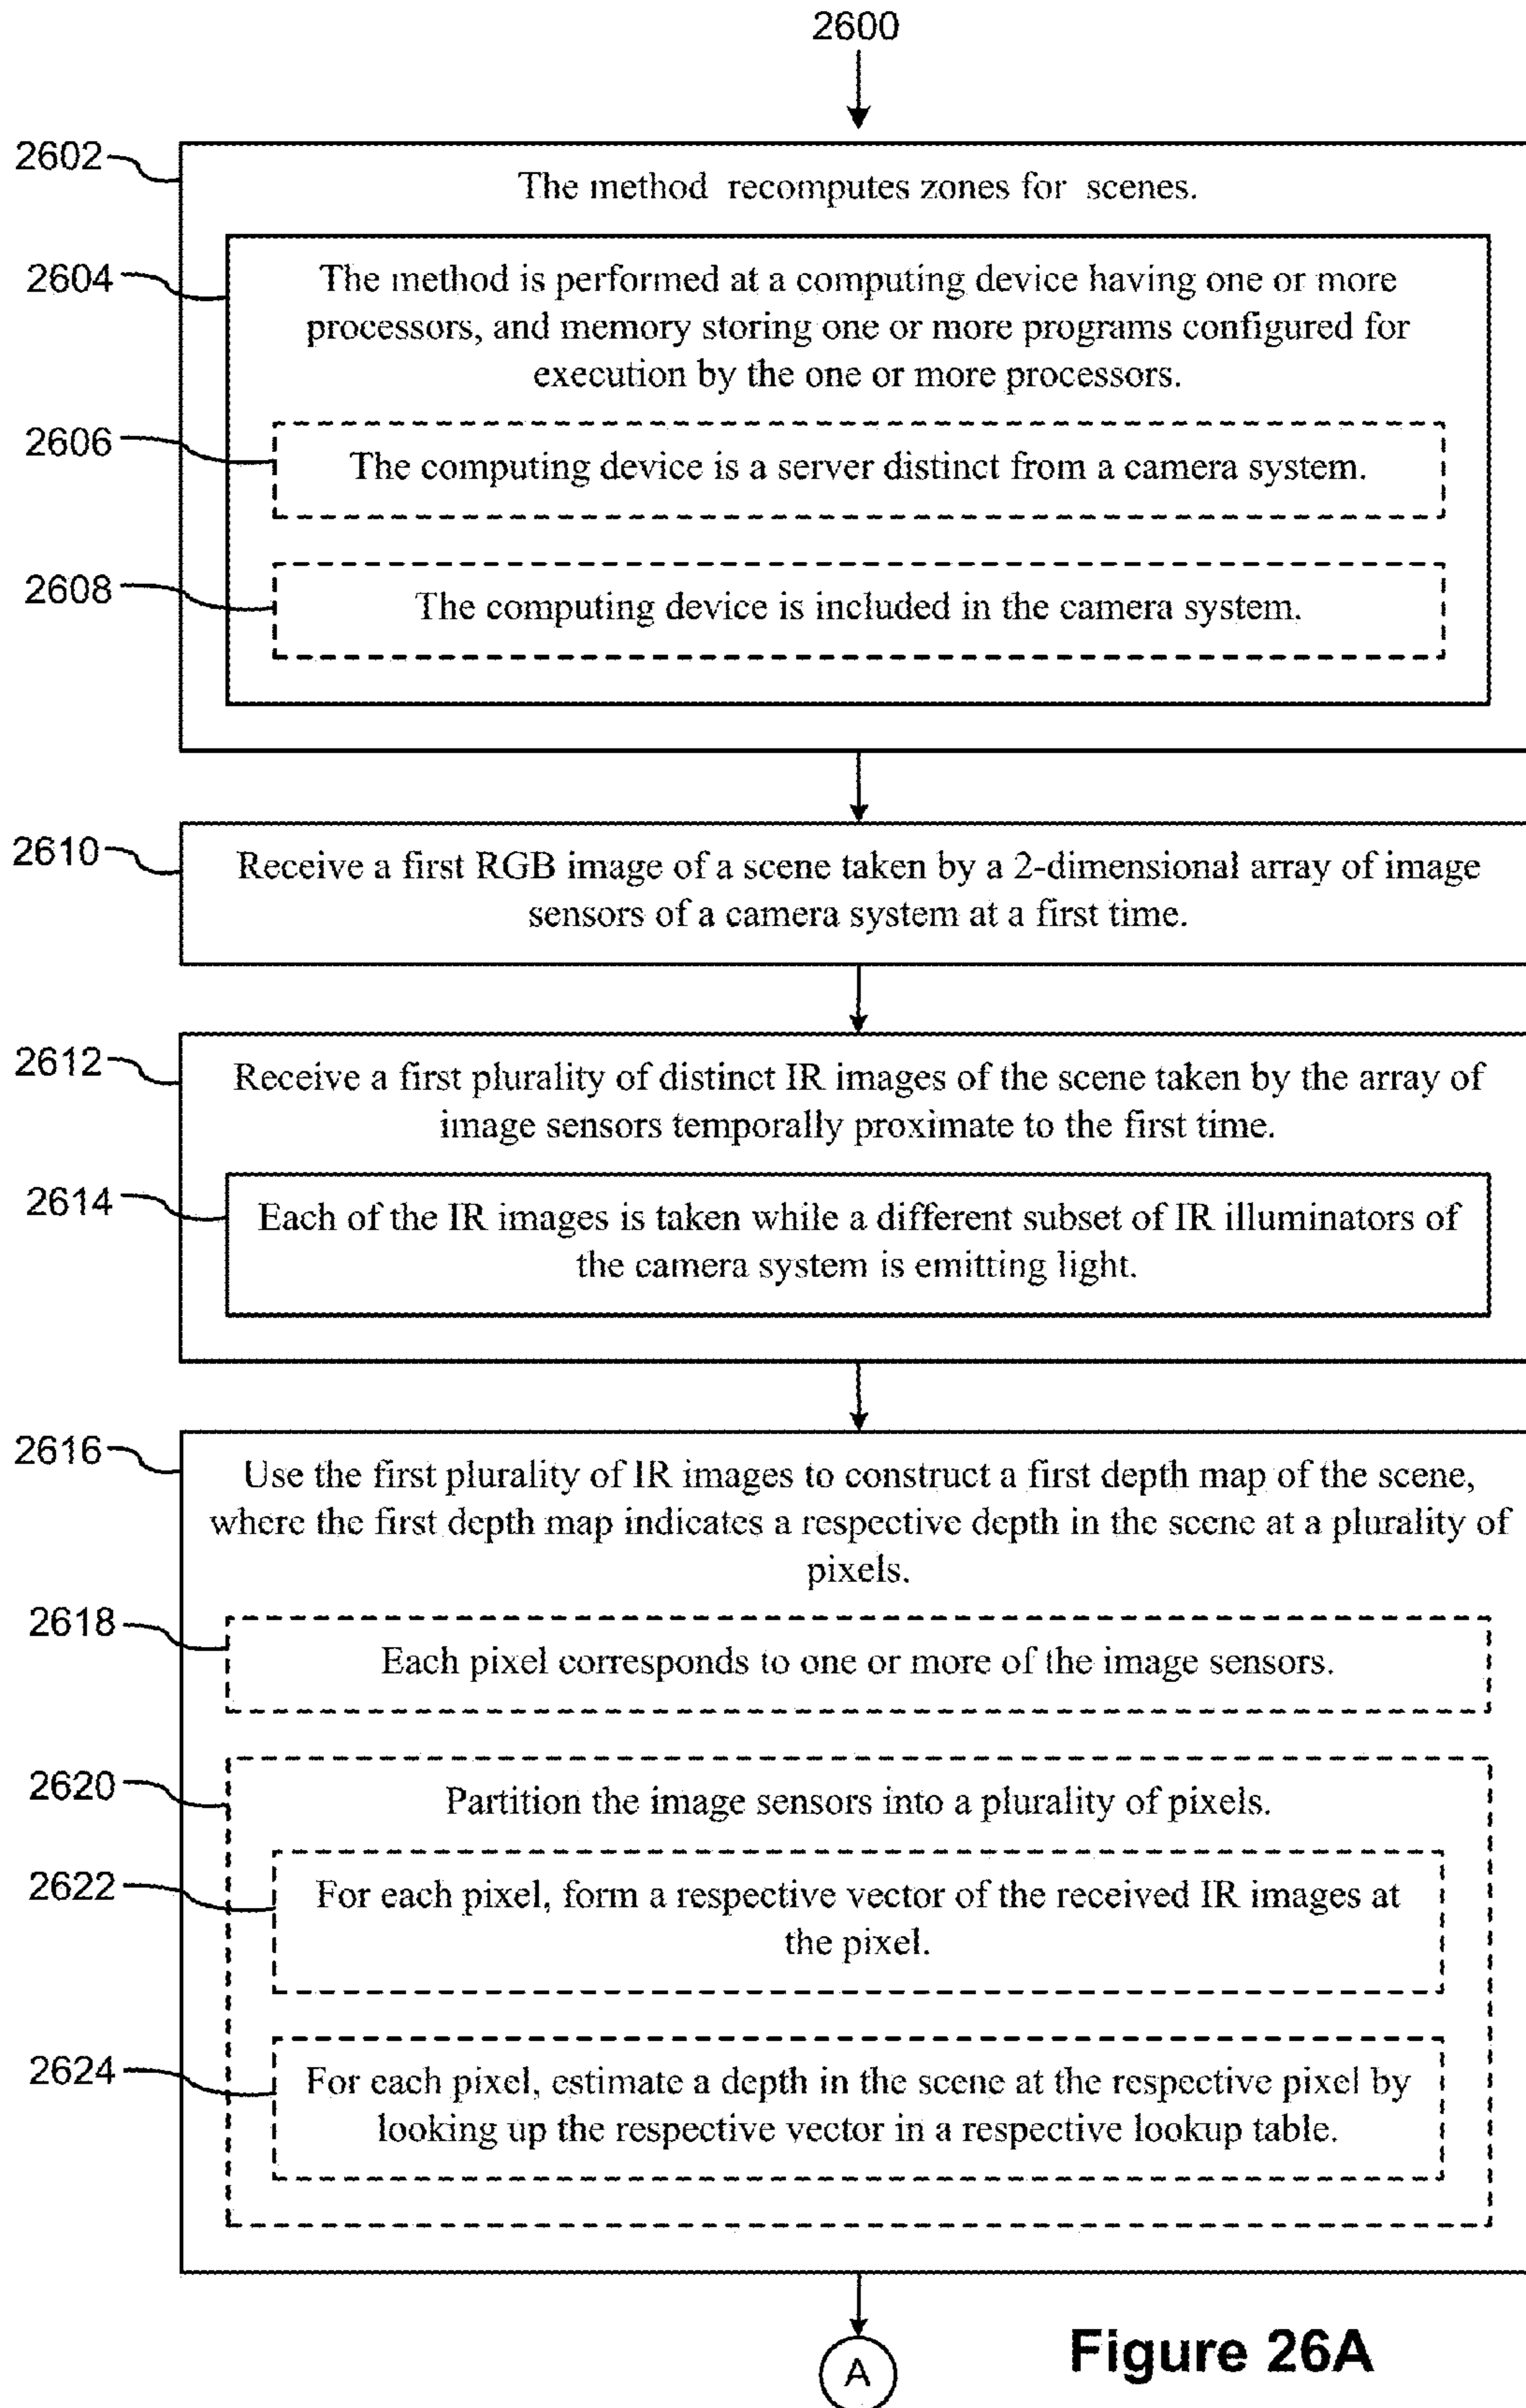 2600
2602
The method recomputes zones for scenes.
2604
The method is performed at a computing device having one or more
processors, and memory storing one or more programs configured for
execution by the one or more processors.
2606
The computing device is a server distinct from a camera system.
2608
The computing device is included in the camera system.
2610
Receive a first RGB image of a scene taken by a 2-dimensional array of image
sensors of a camera system at a first time.
2612
Receive a first plurality of distinct IR images of the scene taken by the array of
image sensors temporally proximate to the first time.
2614
Each of the IR images is taken while a different subset of IR illuminators of
the camera system is emitting light.
2616
Use the first plurality of IR images to construct a first depth map of the scene,
where the first depth map indicates a respective depth in the scene at a plurality of
pixels.
2618
Each pixel corresponds to one or more of the image sensors.
2620
Partition the image sensors into a plurality of pixels.
2622
For each pixel, form a respective vector of the received IR images at
the pixel.
2624
For each pixel, estimate a depth in the scene at the respective pixel by
looking up the respective vector in a respective lookup table.
A
Figure 26A